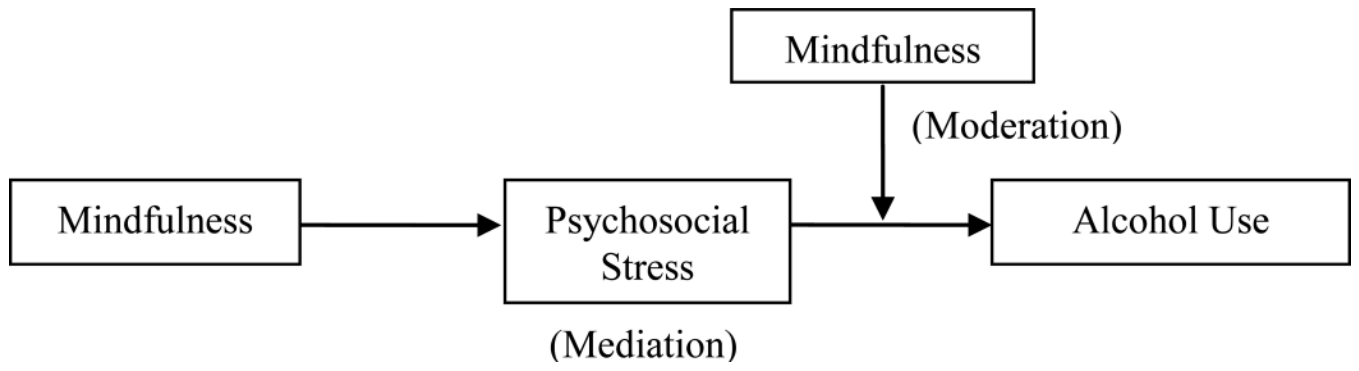 Mindfulness
(Moderation)
Mindfulness
Psychosocial
Stress
Alcohol Use
(Mediation)